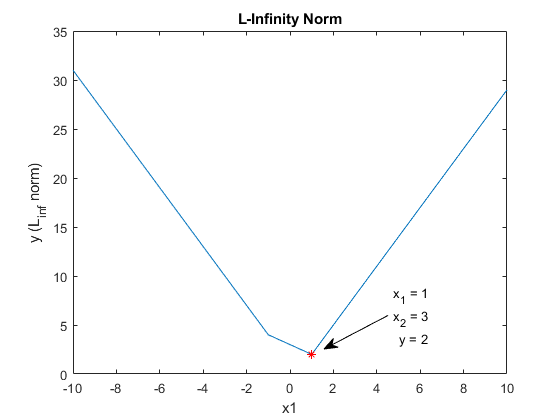 L-Infinity Norm
35
30
25
20
15
10
5
0
y (L_inf norm)
x_1 = 1
x_2 = 3
y = 2
-10 -8 -6 -4 -2 0 2 4 6 8 10
x1